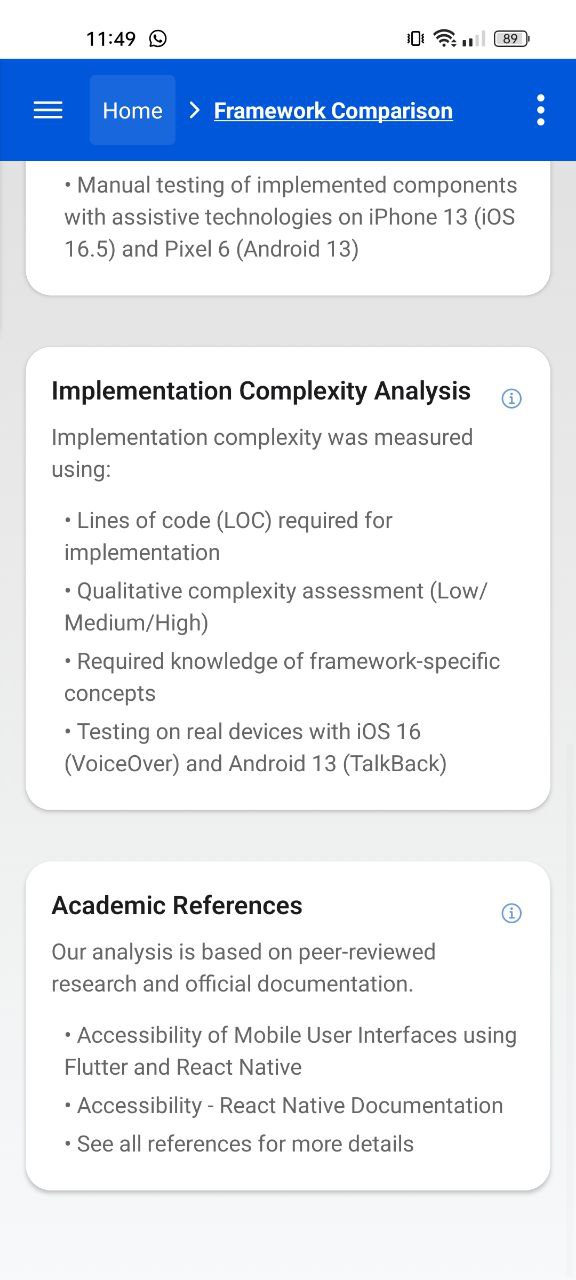 11:49
89
Home > Framework Comparison
• Manual testing of implemented components
with assistive technologies on iPhone 13 (iOS
16.5) and Pixel 6 (Android 13)
Implementation Complexity Analysis
Implementation complexity was measured
using:
• Lines of code (LOC) required for
implementation
• Qualitative complexity assessment (Low/
Medium/High)
• Required knowledge of framework-specific
concepts
• Testing on real devices with iOS 16
(VoiceOver) and Android 13 (TalkBack)
Academic References
Our analysis is based on peer-reviewed
research and official documentation.
• Accessibility of Mobile User Interfaces using
Flutter and React Native
• Accessibility - React Native Documentation
• See all references for more details